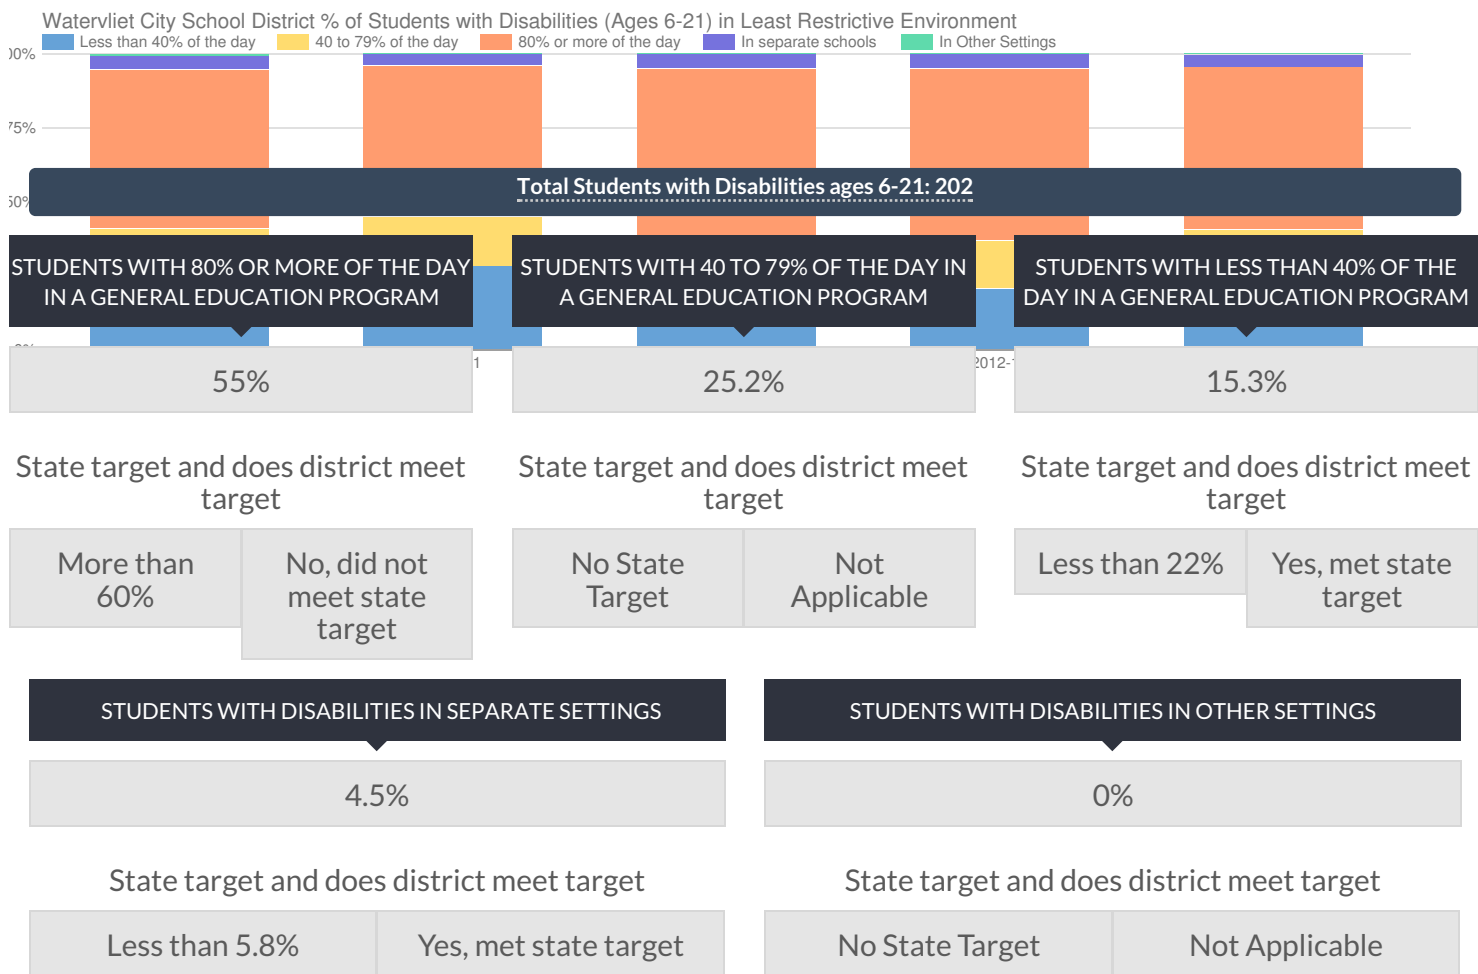 Watervliet City School District % of Students with Disabilities (Ages 6-21) in Least Restrictive Environment
Less than 40% of the day 40 to 79% of the day 80% or more of the day In separate schools In Other Settings
75%
Total Students with Disabilities ages 6-21: 202
STUDENTS WITH 80% OR MORE OF THE DAY
IN A GENERAL EDUCATION PROGRAM
STUDENTS WITH 40 TO 79% OF THE DAY IN
A GENERAL EDUCATION PROGRAM
STUDENTS WITH LESS THAN 40% OF THE
DAY IN A GENERAL EDUCATION PROGRAM
55%
25.2%
15.3%
State target and does district meet
target
State target and does district meet
target
State target and does district meet
target
More than
60%
No, did not
meet state
target
No State
Target
Not
Applicable
Less than 22%
Yes, met state
target
STUDENTS WITH DISABILITIES IN SEPARATE SETTINGS
STUDENTS WITH DISABILITIES IN OTHER SETTINGS
4.5%
0%
State target and does district meet target
State target and does district meet target
Less than 5.8%
Yes, met state target
No State Target
Not Applicable